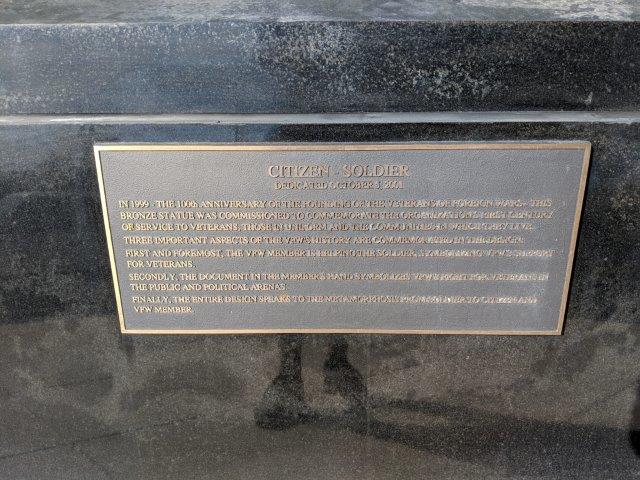 CITIZEN - SOLDIER
DEDICATED OCTOBER 3, 2001
IN 1999 - THE 100th ANNIVERSARY OF THE FOUNDING OF THE VETERANS OF FOREIGN WARS - THIS
BRONZE STATUE WAS COMMISSIONED TO COMMEMORATE THE ORGANIZATION'S FIRST CENTURY
OF SERVICE TO VETERANS, THOSE IN UNIFORM AND THE COMMUNITIES IN WHICH THEY LIVE.
THREE IMPORTANT ASPECTS OF THE VFW'S HISTORY ARE COMMEMORATED IN THE DESIGN:
FIRST AND FOREMOST, THE VFW MEMBER IS HELPING THE SOLDIER, SYMBOLIC OF VFW'S SUPPORT
FOR VETERANS.
SECONDLY, THE DOCUMENT IN THE MEMBER'S HAND SYMBOLIZES VFW'S FIGHT FOR VETERANS IN
THE PUBLIC AND POLITICAL ARENAS.
FINALLY, THE ENTIRE DESIGN SPEAKS TO THE METAMORPHOSIS FROM SOLDIER TO CITIZEN AND
VFW MEMBER.